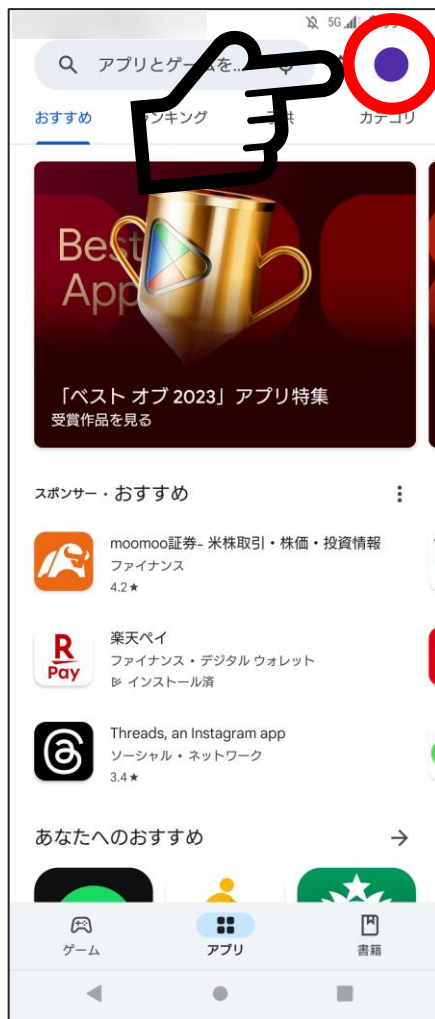 5G
アプリとゲームを...
おすすめ
ランキング
カテゴリ
Best
App
「ベスト オブ 2023」アプリ特集
受賞作品を見る
スポンサー・おすすめ
moomoo証券- 米株取引・株価・投資情報
ファイナンス
4.2★
R
Pay
楽天ペイ
ファイナンス・デジタル ウォレット
インストール済
Threads, an Instagram app
ソーシャル・ネットワーク
3.4★
あなたへのおすすめ
ゲーム
アプリ
書籍